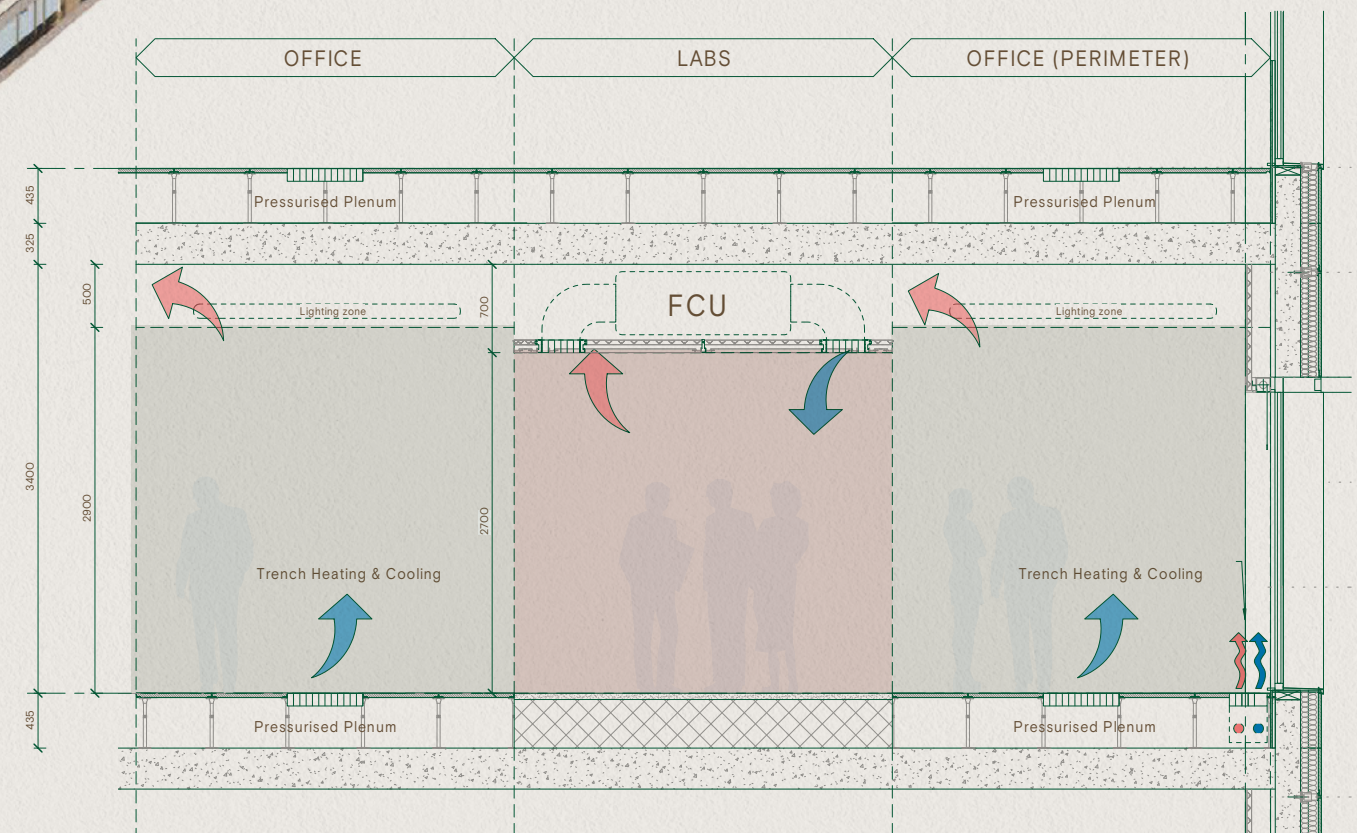 OFFICE
LABS
OFFICE (PERIMETER)
435
Pressurised Plenum
Pressurised Plenum
325
500
700
FCU
Lighting zone
Lighting zone
3400
2900
2700
Trench Heating & Cooling
Trench Heating & Cooling
435
Pressurised Plenum
Pressurised Plenum